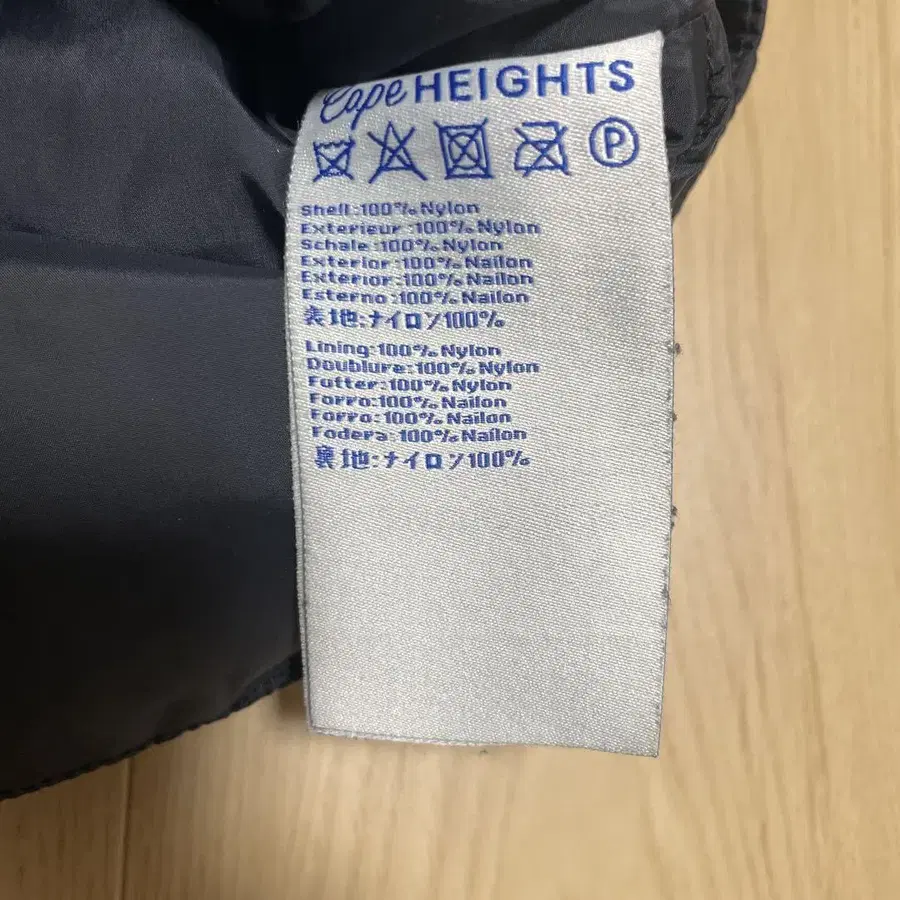 Cape HEIGHTS
P
Shell:100% Nylon
Exterieur:100% Nylon
Schale:100% Nylon
Exterior:100% Nailon
Exterior:100% Nailon
Esterno:100% Nailon
表地:ナイロン100%
Lining:100% Nylon
Doublure:100% Nylon
Futter:100% Nylon
Forro:100% Nailon
Forro:100% Nailon
Fodera:100% Nailon
裏地:ナイロン100%